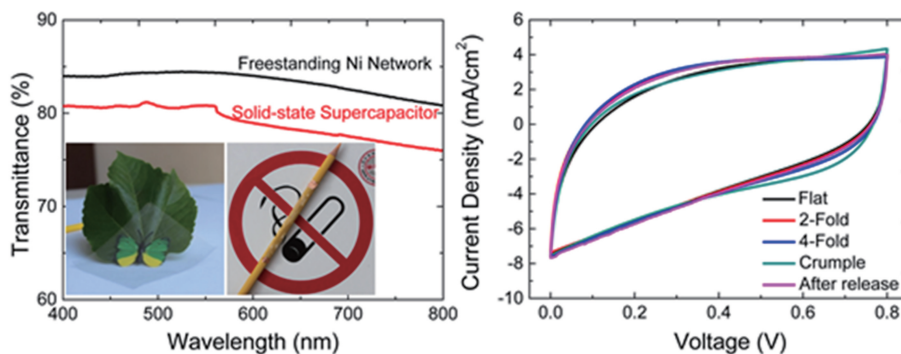 90
80
70
60
400
500
600
700
800
Transmittance (%)
Wavelength (nm)
Freestanding Ni Network
Solid-state Supercapacitor
10
8
6
4
2
0
-2
-4
-6
-8
-10
0.0
0.2
0.4
0.6
0.8
Current Density (mA/cm²)
Voltage (V)
Flat
2-Fold
4-Fold
Crumple
After release